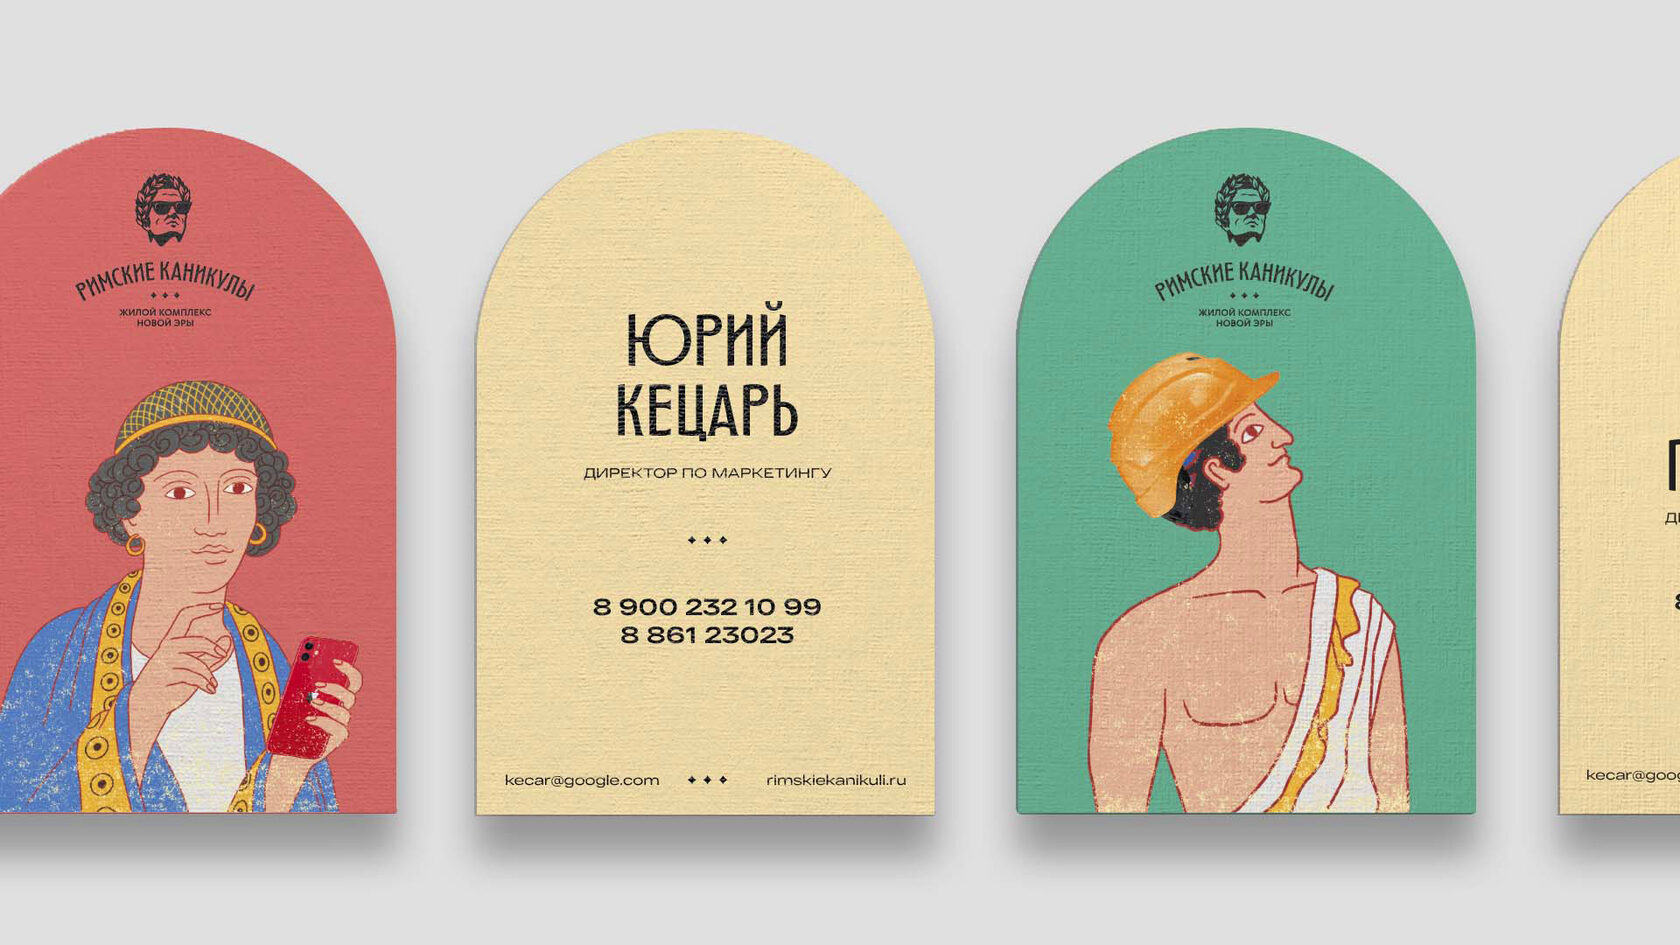 РИМСКИЕ КАНИКУЛЫ
ЖИЛОЙ КОМПЛЕКС
НОВОЙ ЭРЫ
ЮРИЙ
КЕЦАРЬ
ДИРЕКТОР ПО МАРКЕТИНГУ
8 900 232 10 99
8 861 23023
kecar@google.com
rimskiekanikuli.ru
РИМСКИЕ КАНИКУЛЫ
ЖИЛОЙ КОМПЛЕКС
НОВОЙ ЭРЫ